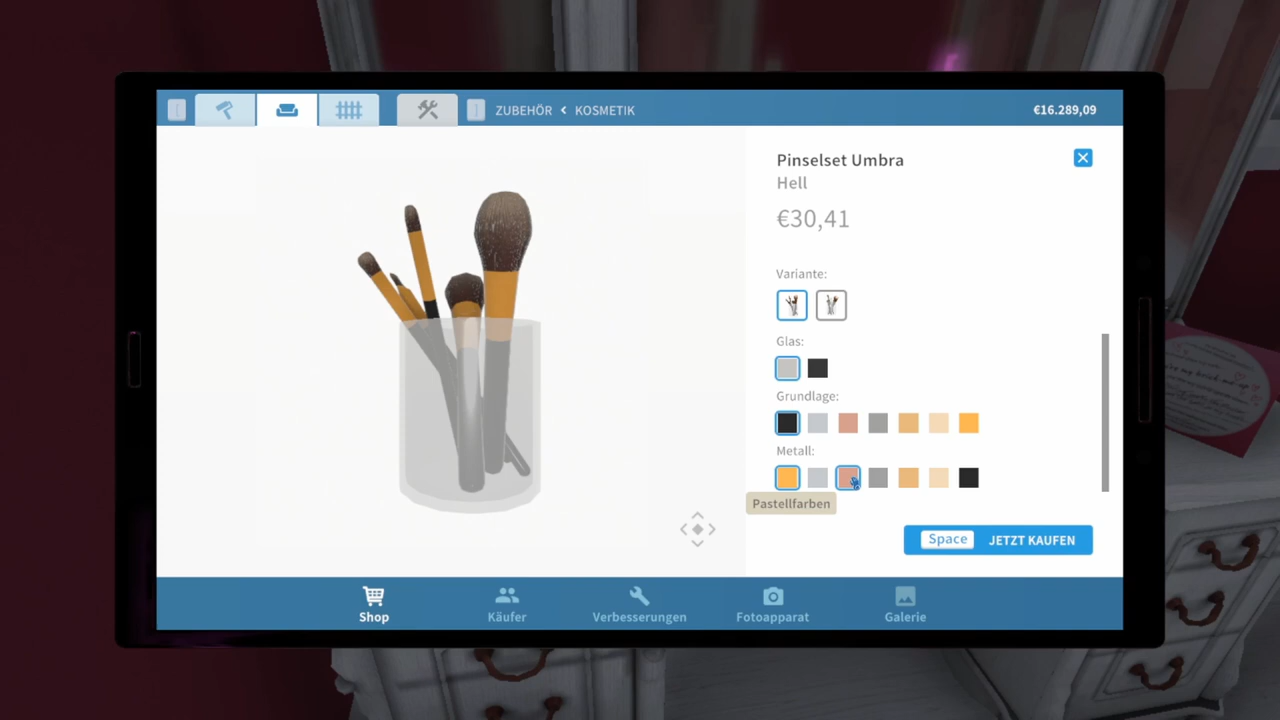 ZUBEHÖR < KOSMETIK
€16.289,09
Pinselset Umbra
Hell
€30,41
Variante:
Glas:
Grundlage:
Metall:
Pastellfarben
Space JETZT KAUFEN
Shop
Käufer
Verbesserungen
Fotoapparat
Galerie